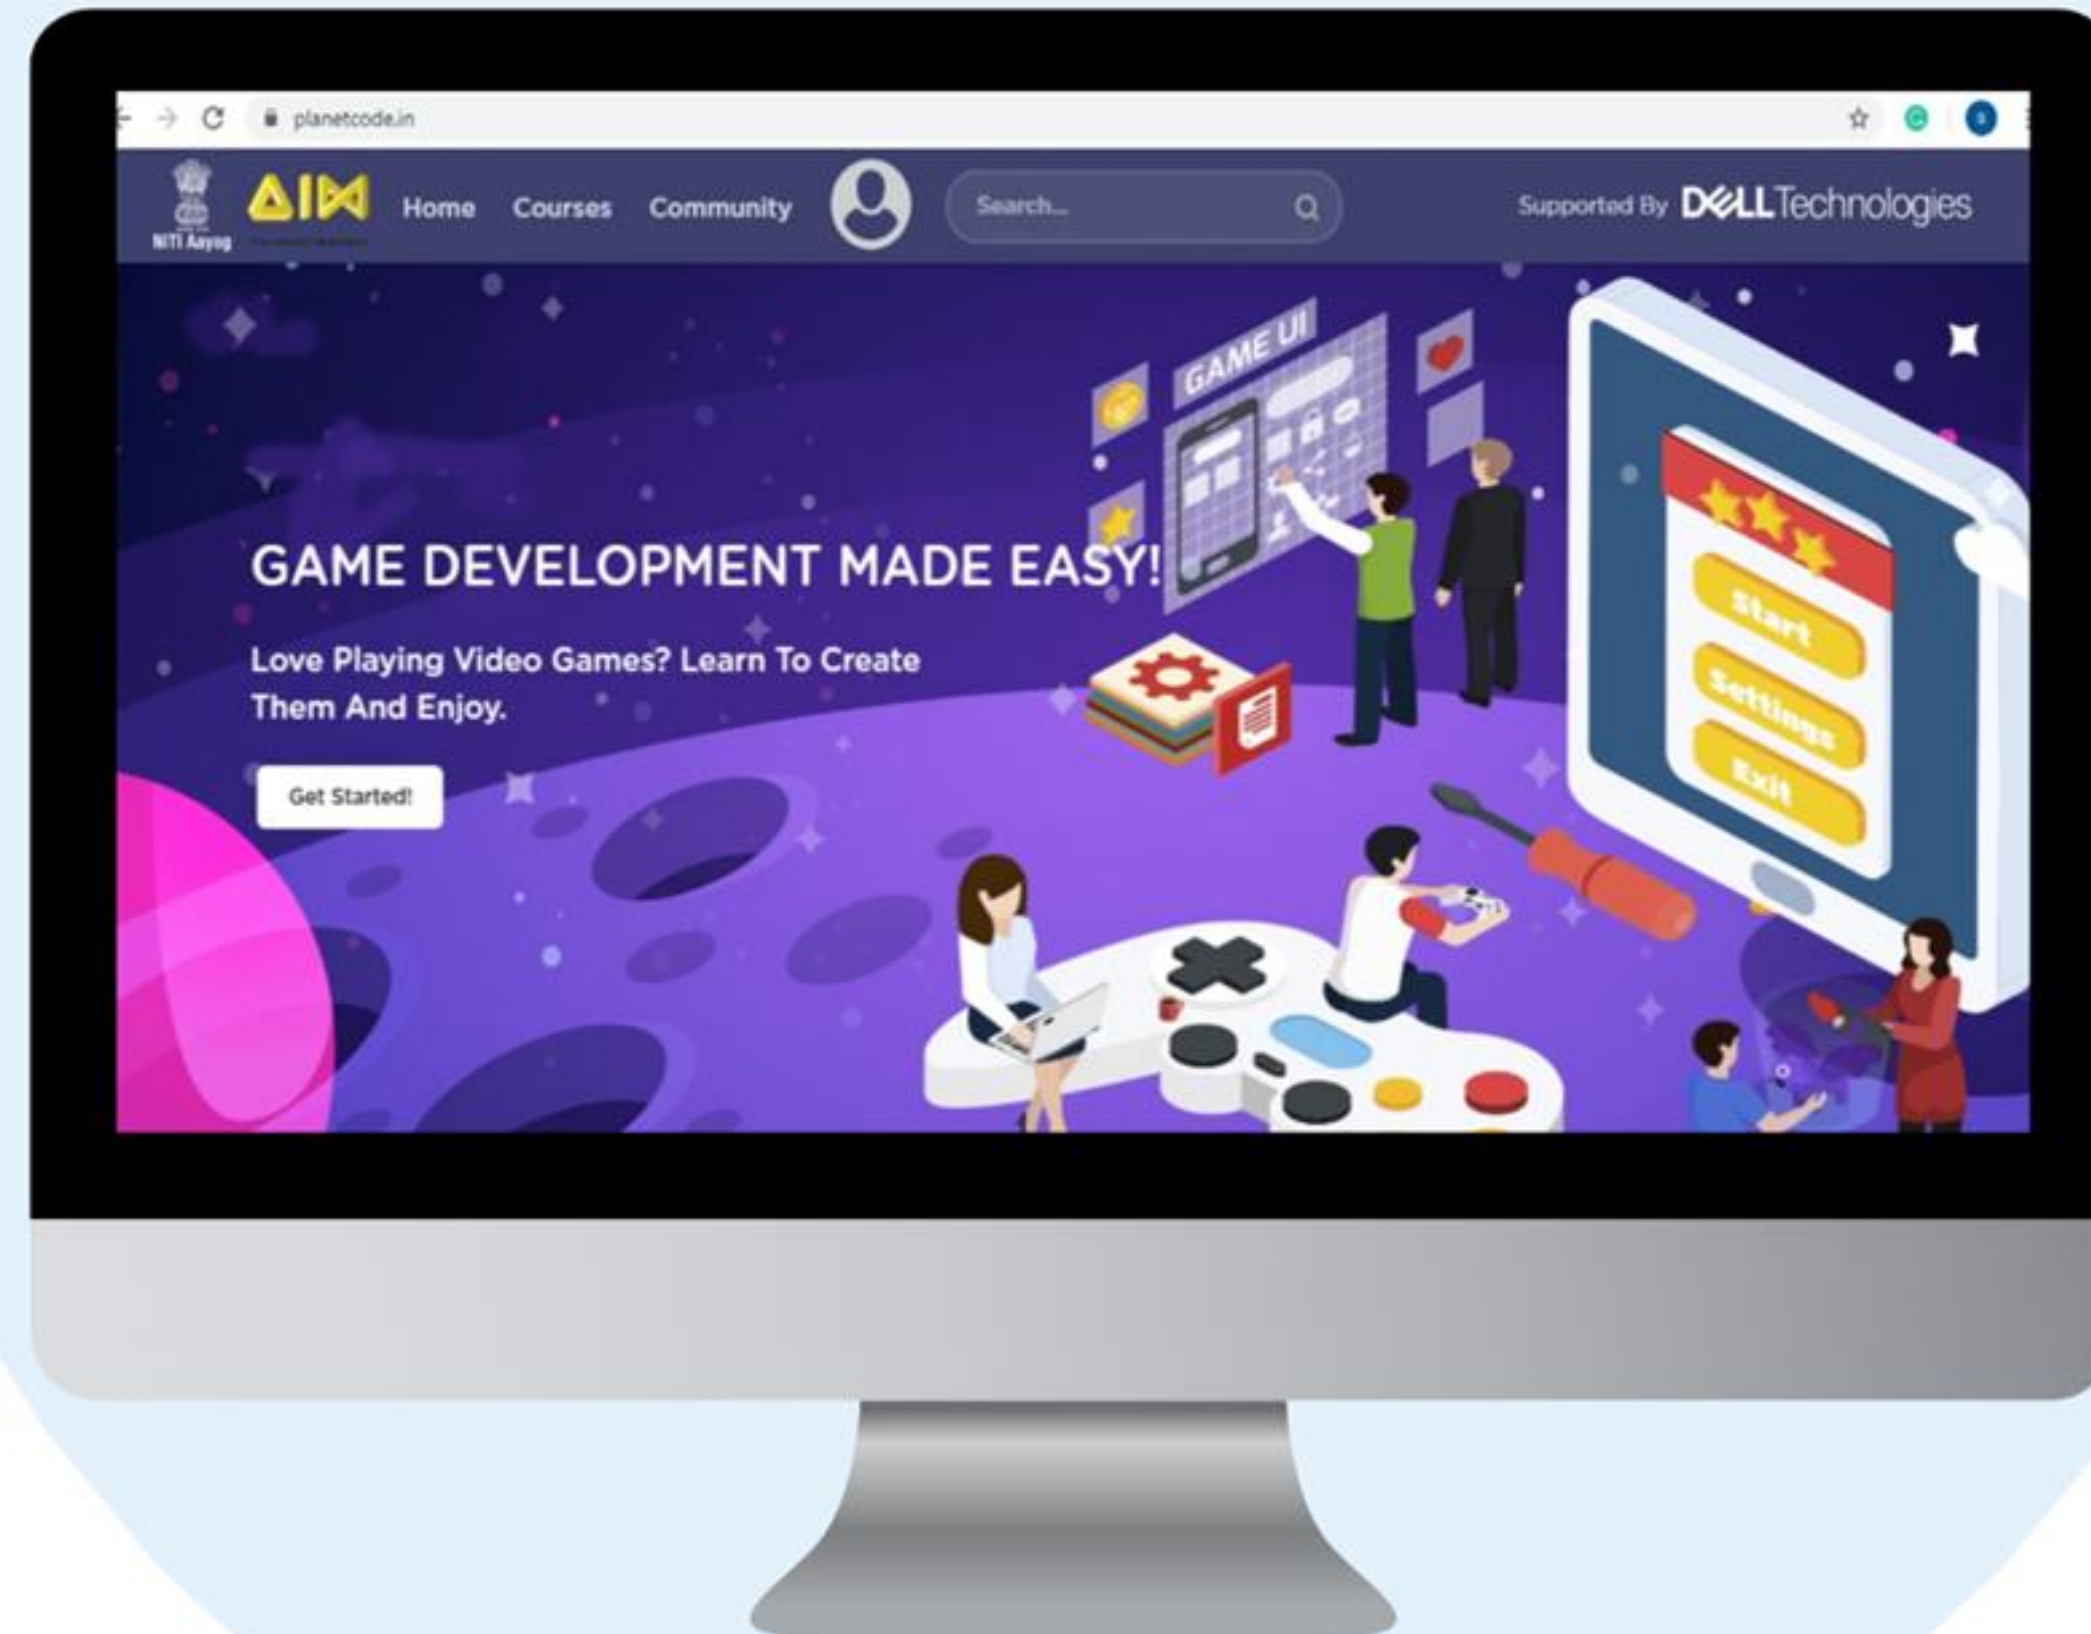 planetcode.in
NITI Aayog
AIM
Home Courses Community
Search...
Supported By DELL Technologies
GAME UI
GAME DEVELOPMENT MADE EASY!
Love Playing Video Games? Learn To Create
Them And Enjoy.
Get Started!
Start
Settings
Exit